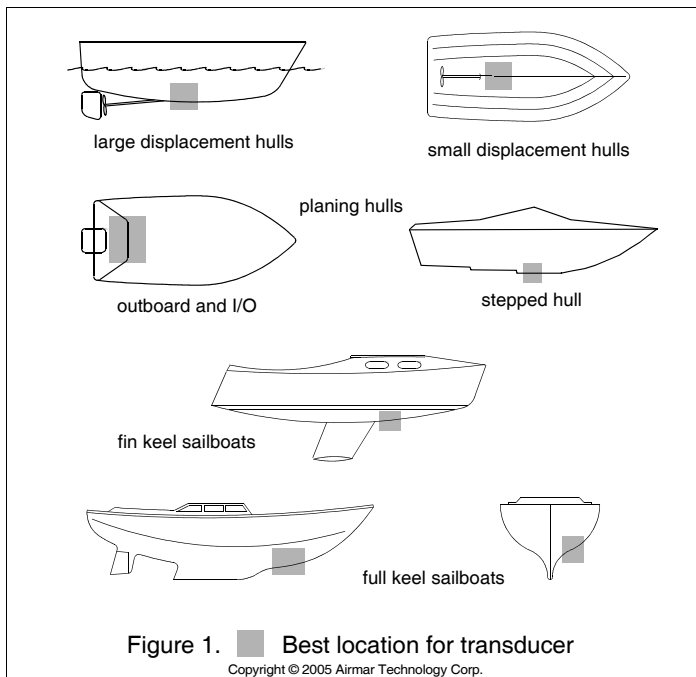 large displacement hulls
small displacement hulls
planing hulls
outboard and I/O
stepped hull
fin keel sailboats
full keel sailboats
Figure 1. Best location for transducer
Copyright © 2005 Airmar Technology Corp.